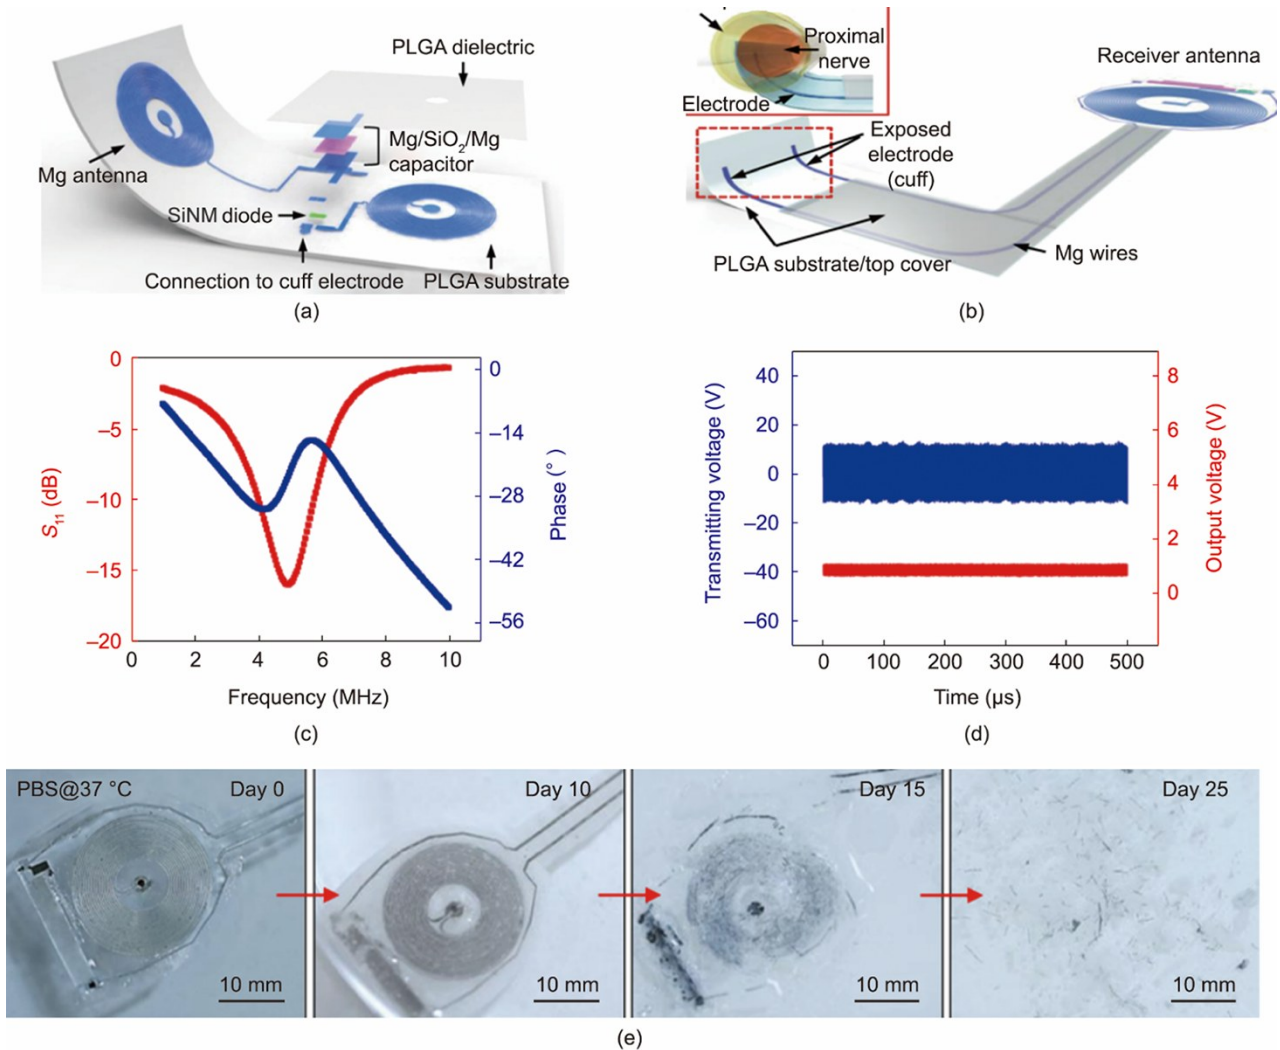 PLGA dielectric
Mg/SiO₂/Mg
capacitor
Mg antenna
SiNM diode
Connection to cuff electrode
PLGA substrate
(a)
Proximal
nerve
Electrode
Receiver antenna
Exposed
electrode
(cuff)
PLGA substrate/top cover
Mg wires
(b)
0
–5
–10
–15
–20
S₁₁ (dB)
0
–14
–28
–42
–56
Phase (°)
0 2 4 6 8 10
Frequency (MHz)
(c)
40
20
0
–20
–40
–60
Transmitting voltage (V)
8
6
4
2
0
Output voltage (V)
0 100 200 300 400 500
Time (µs)
(d)
PBS@37 °C
Day 0
10 mm
Day 10
10 mm
Day 15
10 mm
Day 25
10 mm
(e)